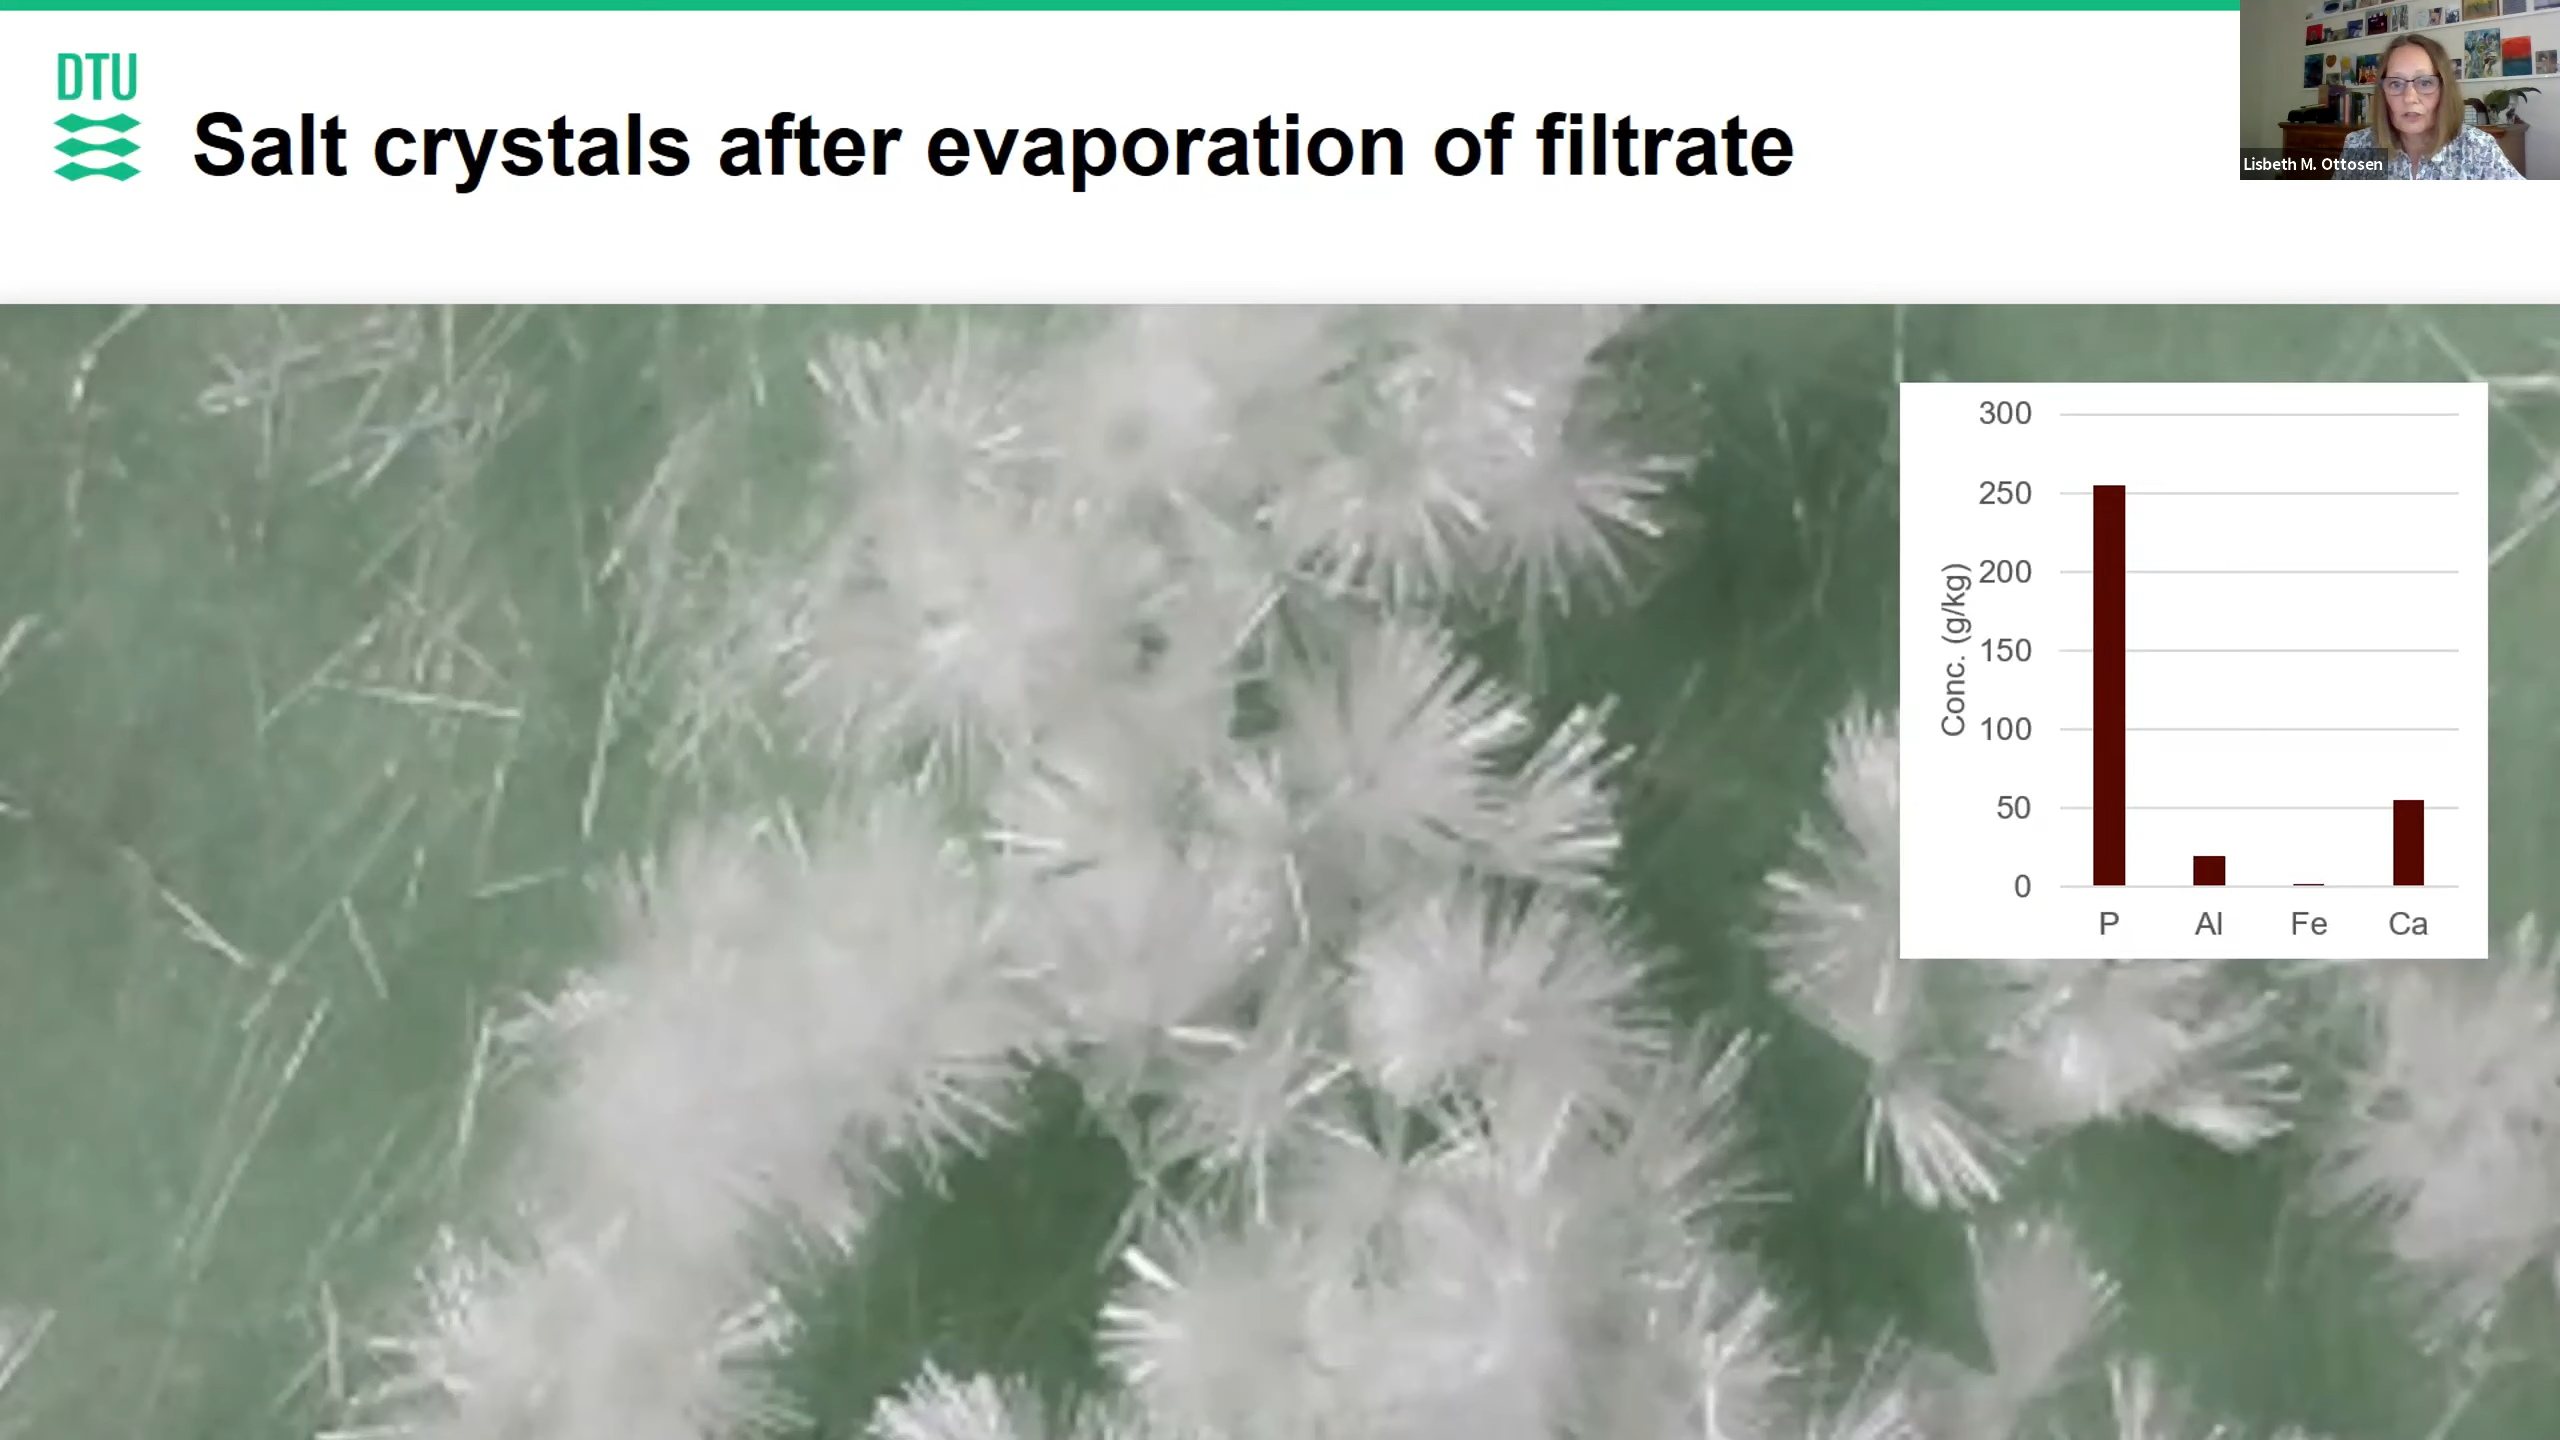 DTU
Salt crystals after evaporation of filtrate
Lisbeth M. Ottosen
300
250
200
150
100
50
0
Conc. (g/kg)
P Al Fe Ca